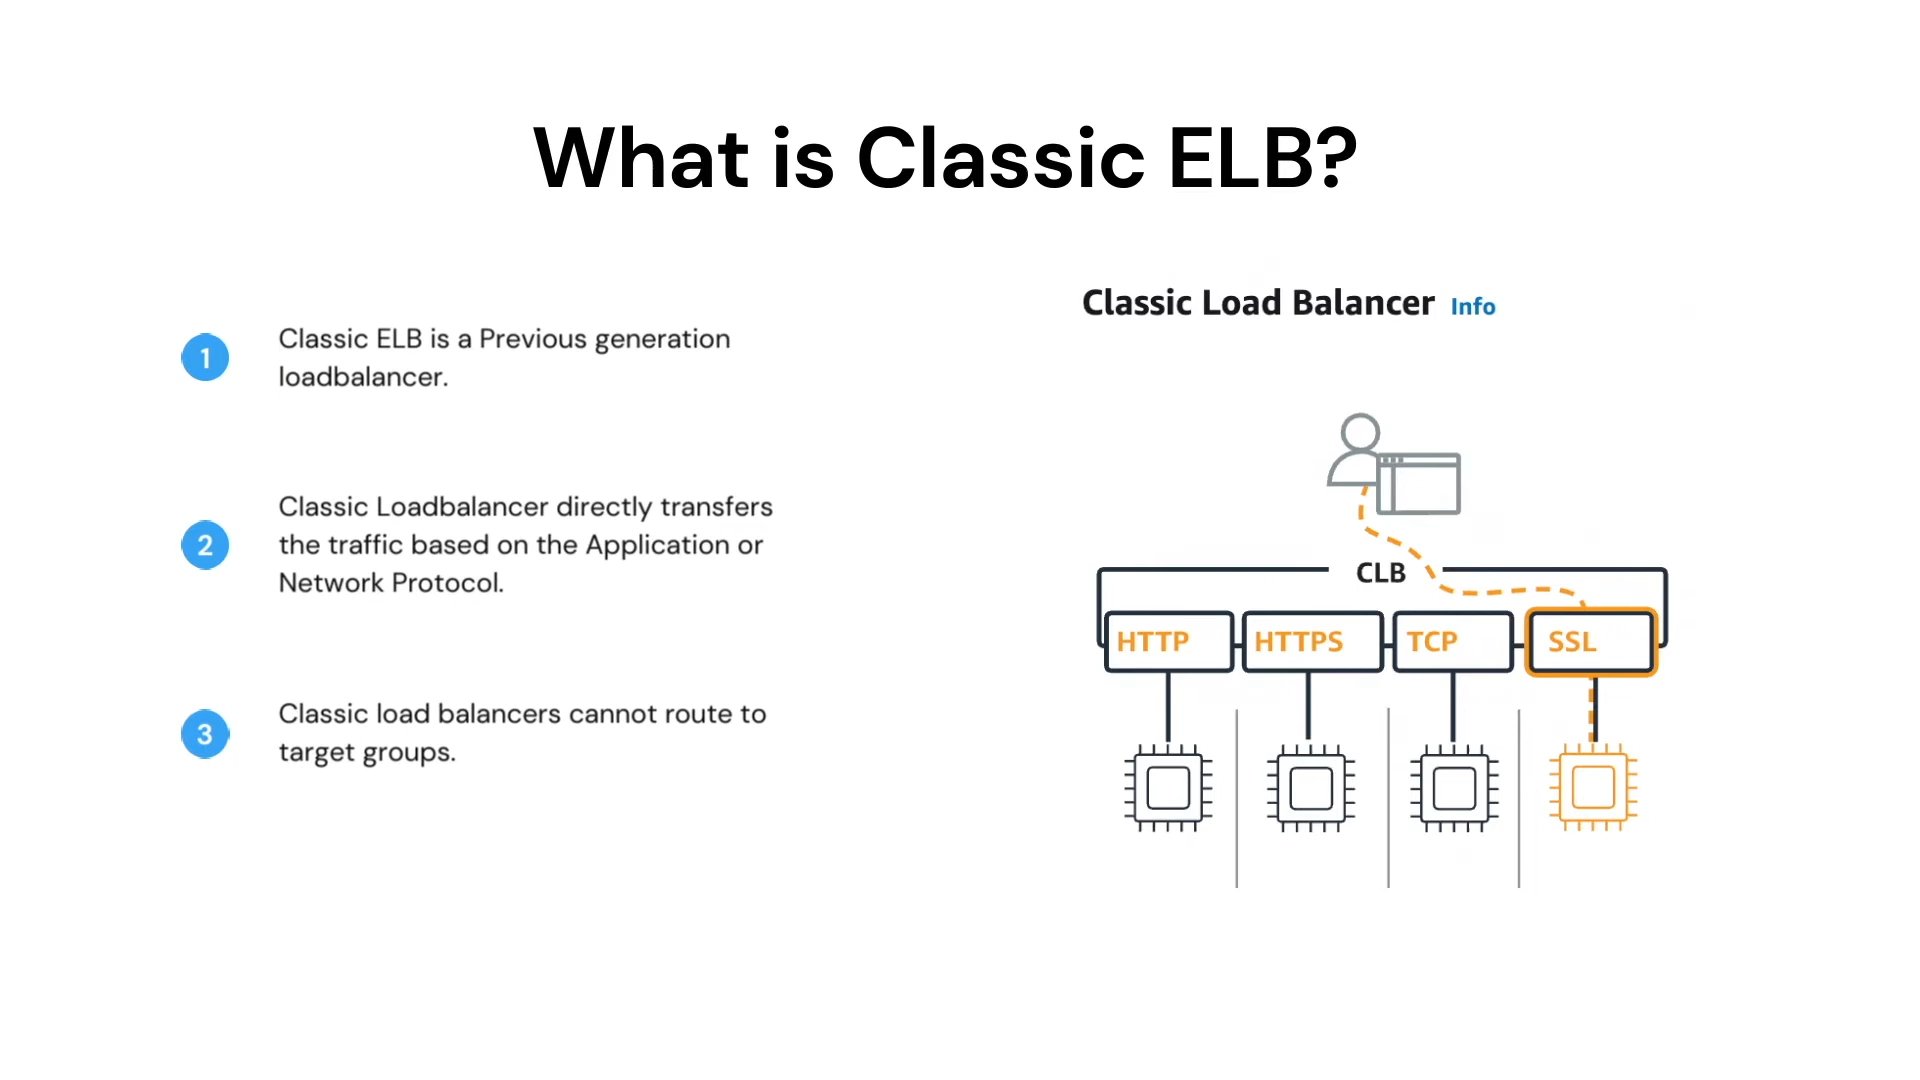 What is Classic ELB?
1
Classic ELB is a Previous generation
loadbalancer.
2
Classic Loadbalancer directly transfers
the traffic based on the Application or
Network Protocol.
3
Classic load balancers cannot route to
target groups.
Classic Load Balancer Info
CLB
HTTP HTTPS TCP SSL